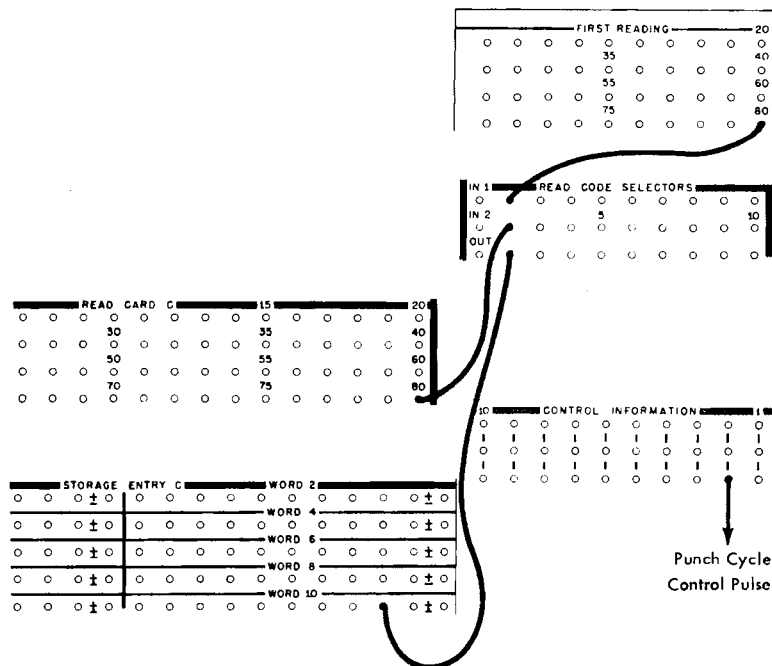 FIRST READING 20
35 40
55 60
75 80
IN 1 READ CODE SELECTORS
IN 2 5 10
OUT
READ CARD C 15 20
30 35 40
50 55 60
70 75 80
10 CONTROL INFORMATION 1
STORAGE ENTRY C WORD 2
± ±
WORD 4
± ±
WORD 6
± ±
WORD 8
± ±
WORD 10
± ±
Punch Cycle
Control Pulse